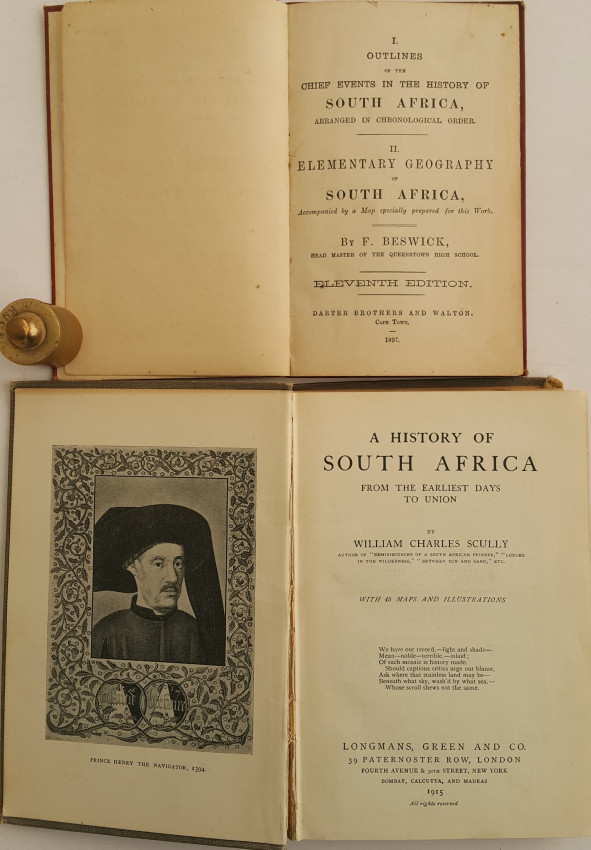 I.
OUTLINES
OF THE
CHIEF EVENTS IN THE HISTORY OF
SOUTH AFRICA,
ARRANGED IN CHRONOLOGICAL ORDER.
II.
ELEMENTARY GEOGRAPHY
OF
SOUTH AFRICA,
Accompanied by a Map specially prepared for this Work.
By F. BESWICK,
HEAD MASTER OF THE QUEENSTOWN HIGH SCHOOL.
ELEVENTH EDITION.
DARTER BROTHERS AND WALTON.
Cape Town.
1897.
PRINCE HENRY THE NAVIGATOR, 1394.
A HISTORY OF
SOUTH AFRICA
FROM THE EARLIEST DAYS
TO UNION
BY
WILLIAM CHARLES SCULLY
AUTHOR OF "REMINISCENCES OF A SOUTH AFRICAN PIONEER," "LODGES
IN THE WILDERNESS," "BETWEEN SUN AND SAND," ETC.
WITH 45 MAPS AND ILLUSTRATIONS
We have our record,—light and shade—
Mean—noble—terrible,—inlaid;
Of such mosaic is history made.
Should captious critics urge our blame,
Ask where that stainless land may be—
Beneath what sky, wash'd by what sea,—
Whose scroll shews not the same.
LONGMANS, GREEN AND CO.
39 PATERNOSTER ROW, LONDON
FOURTH AVENUE & 30TH STREET, NEW YORK
BOMBAY, CALCUTTA, AND MADRAS
1915
All rights reserved